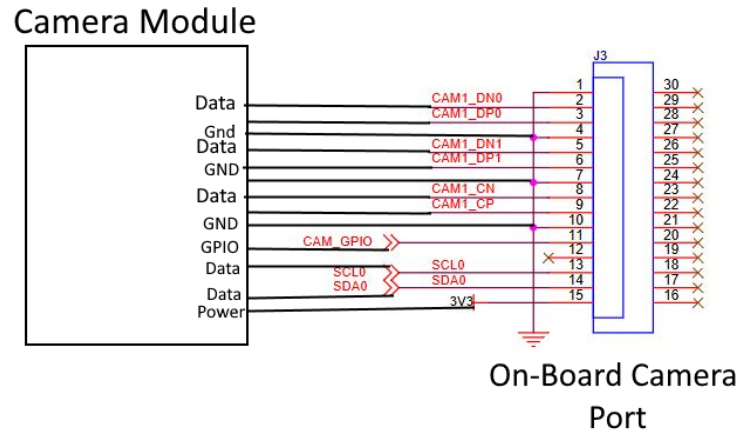 Camera Module
J3
Data CAM1_DN0 1 30
CAM1_DP0 2 29
3 28
Gnd 4 27
Data CAM1_DN1 5 26
GND CAM1_DP1 6 25
7 24
Data CAM1_CN 8 23
CAM1_CP 9 22
GND 10 21
GPIO CAM_GPIO 11 20
12 19
Data SCL0 SCL0 13 18
Data SDA0 SDA0 14 17
Power 3V3 15 16
On-Board Camera
Port